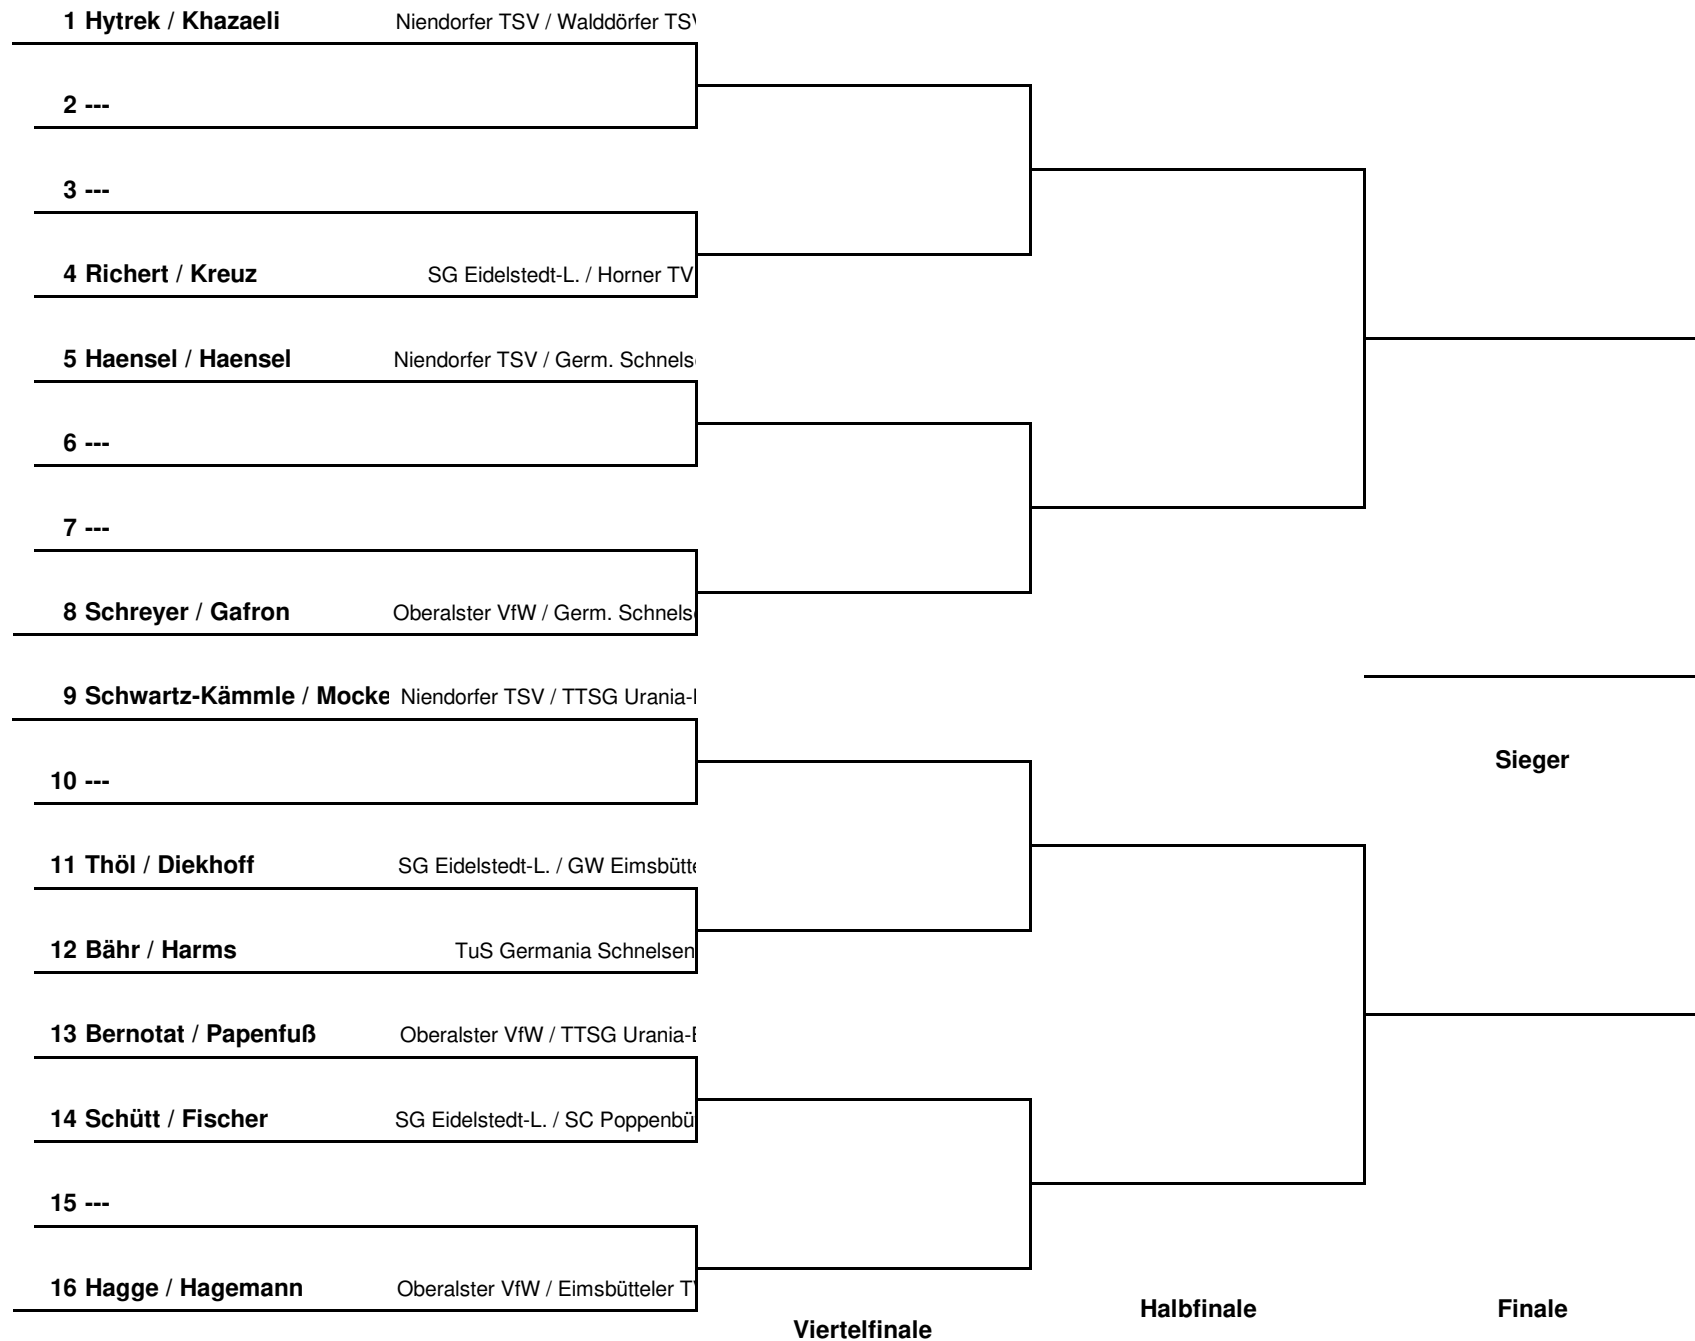 1 Hytrek / Khazaeli Niendorfer TSV / Walddörfer TSV
2 ---
3 ---
4 Richert / Kreuz SG Eidelstedt-L. / Horner TV
5 Haensel / Haensel Niendorfer TSV / Germ. Schnels
6 ---
7 ---
8 Schreyer / Gafron Oberalster VfW / Germ. Schnelse
9 Schwartz-Kämmle / Mocke Niendorfer TSV / TTSG Urania-
10 ---
Sieger
11 Thöl / Diekhoff SG Eidelstedt-L. / GW Eimsbütte
12 Bähr / Harms TuS Germania Schnelsen
13 Bernotat / Papenfuß Oberalster VfW / TTSG Urania-B
14 Schütt / Fischer SG Eidelstedt-L. / SC Poppenbü
15 ---
16 Hagge / Hagemann Oberalster VfW / Eimsbütteler TV
Viertelfinale Halbfinale Finale